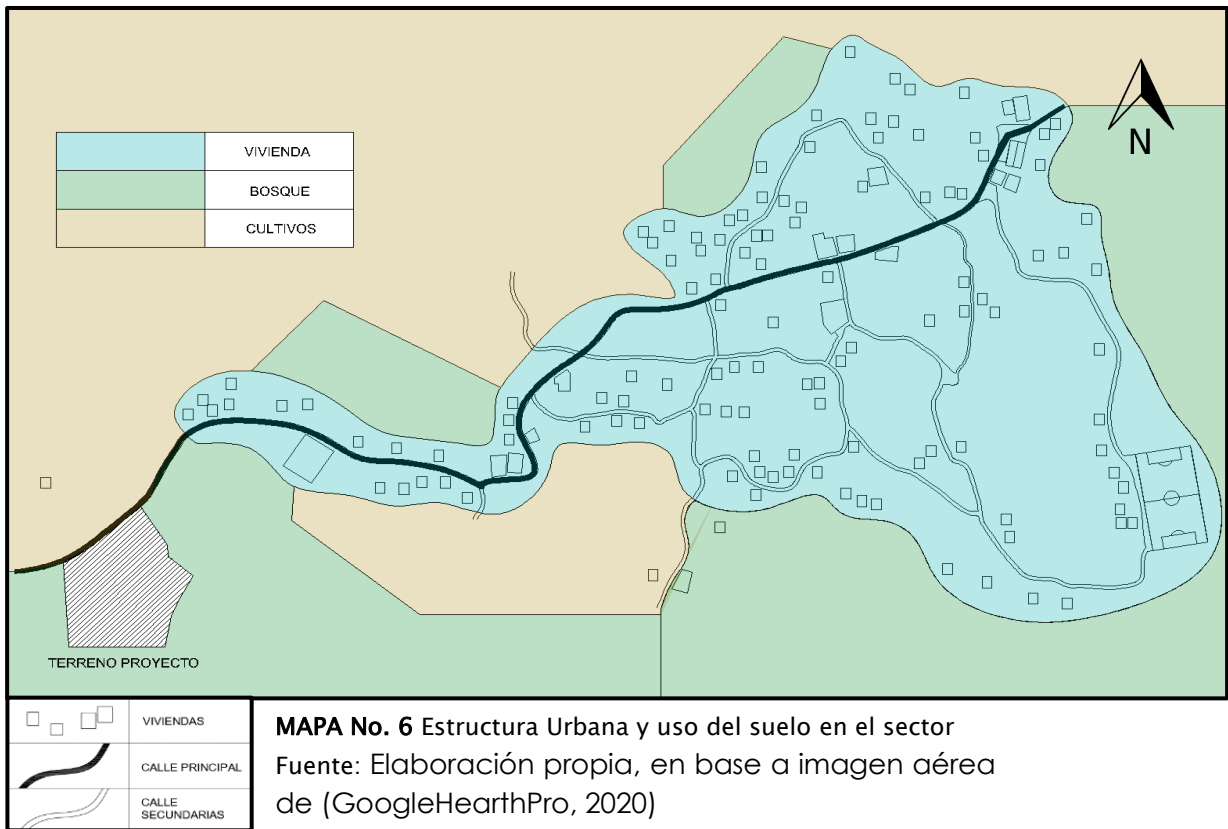 VIVIENDA
BOSQUE
CULTIVOS
N
TERRENO PROYECTO
VIVIENDAS
CALLE PRINCIPAL
CALLE
SECUNDARIAS
MAPA No. 6 Estructura Urbana y uso del suelo en el sector
Fuente: Elaboración propia, en base a imagen aérea
de (GoogleHearthPro, 2020)